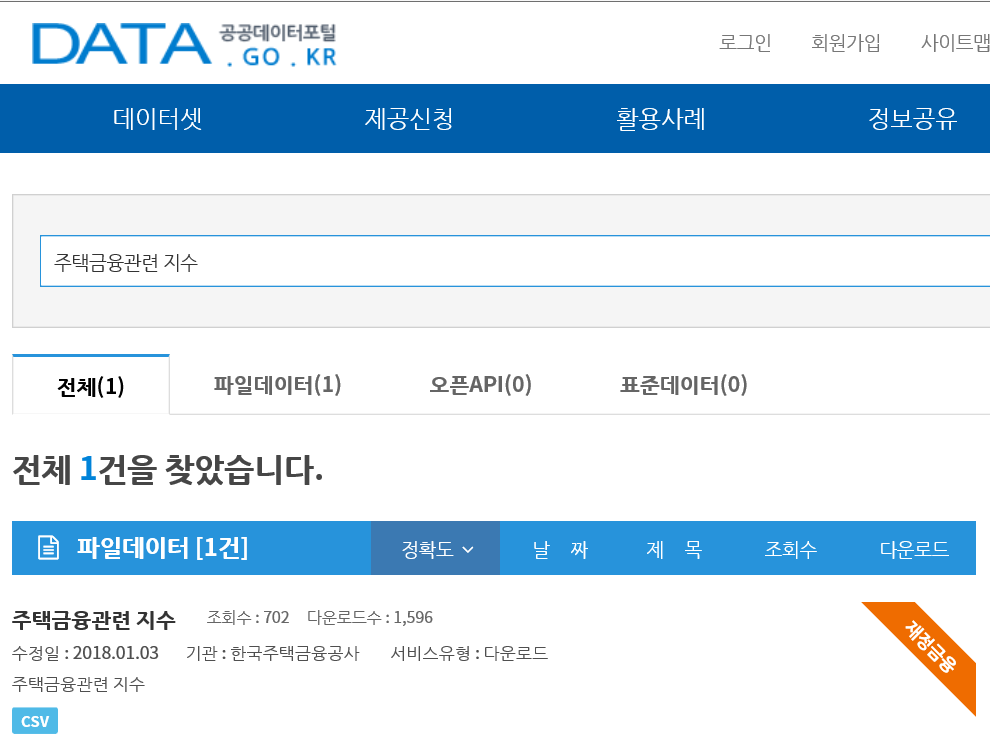 DATA 공공데이터포털
. GO . KR
로그인 회원가입 사이트맵
데이터셋 제공신청 활용사례 정보공유
주택금융관련 지수
전체(1) 파일데이터(1) 오픈API(0) 표준데이터(0)
전체 1건을 찾았습니다.
파일데이터 [1건] 정확도 날 짜 제 목 조회수 다운로드
주택금융관련 지수 조회수 : 702 다운로드수 : 1,596
재정금융
수정일 : 2018.01.03 기관 : 한국주택금융공사 서비스유형 : 다운로드
주택금융관련 지수
CSV